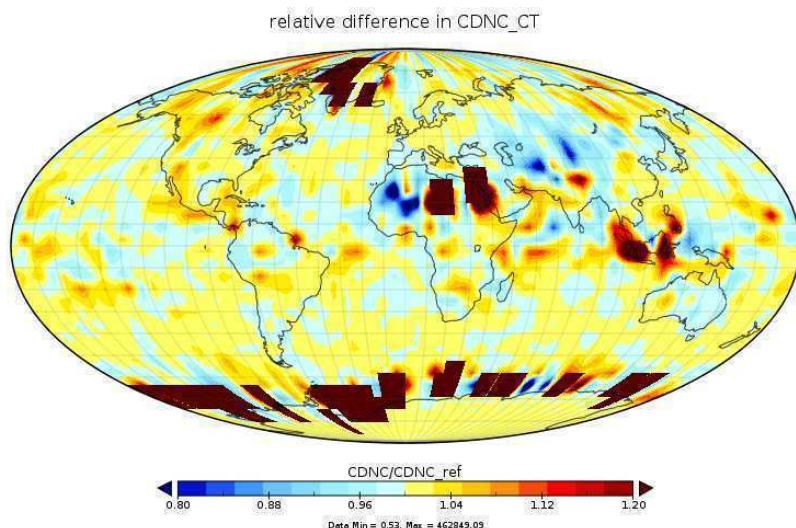 relative difference in CDNC_CT
CDNC/CDNC_ref
0.80 0.88 0.96 1.04 1.12 1.20
Data Min = 0.53, Max = 462849.09